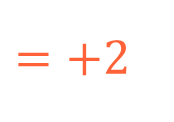 = +2